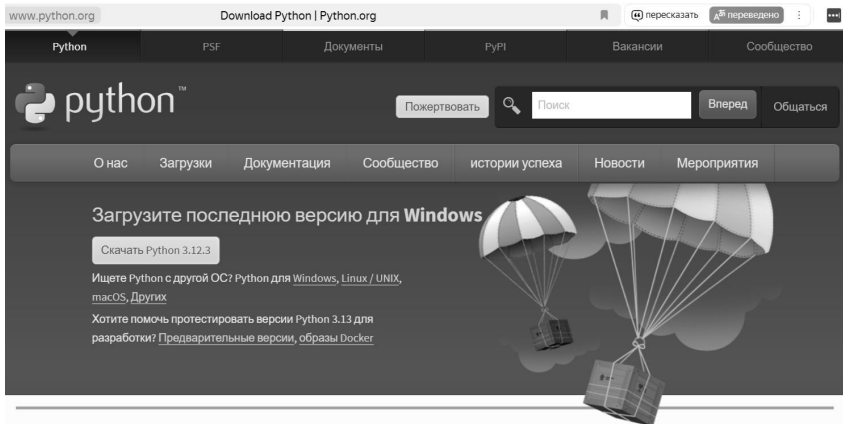 www.python.org
Download Python | Python.org
пересказать
переведено
Python
PSF
Документы
PyPI
Вакансии
Сообщество
python™
Пожертвовать
Поиск
Вперед
Общаться
О нас
Загрузки
Документация
Сообщество
истории успеха
Новости
Мероприятия
Загрузите последнюю версию для Windows
Скачать Python 3.12.3
Ищете Python с другой ОС? Python для Windows, Linux / UNIX,
macOS, Других
Хотите помочь протестировать версии Python 3.13 для
разработки? Предварительные версии, образы Docker